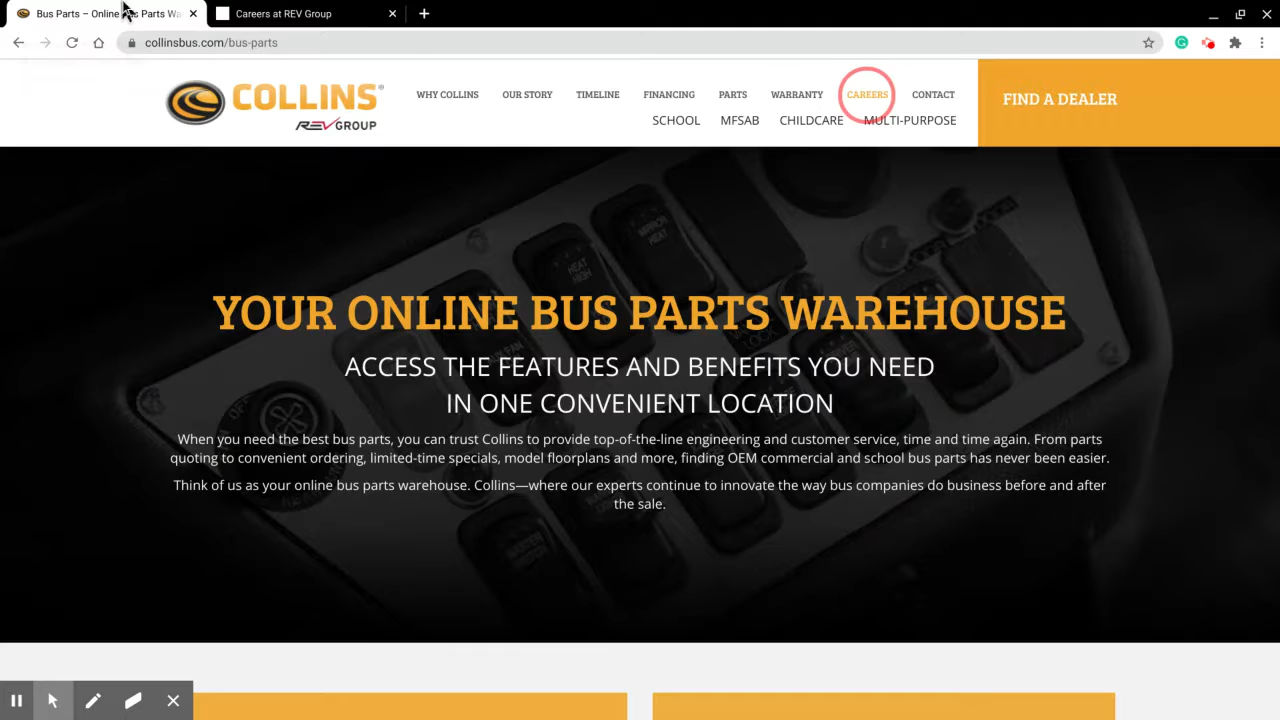 Bus Parts – Online Bus Parts Wa
Careers at REV Group
collinsbus.com/bus-parts
COLLINS®
REV GROUP
WHY COLLINS OUR STORY TIMELINE FINANCING PARTS WARRANTY CAREERS CONTACT
SCHOOL MFSAB CHILDCARE MULTI-PURPOSE
FIND A DEALER
MIRROR HEAT
HEAT HIGH
YOUR ONLINE BUS PARTS WAREHOUSE
ACCESS THE FEATURES AND BENEFITS YOU NEED
IN ONE CONVENIENT LOCATION
When you need the best bus parts, you can trust Collins to provide top-of-the-line engineering and customer service, time and time again. From parts
quoting to convenient ordering, limited-time specials, model floorplans and more, finding OEM commercial and school bus parts has never been easier.
Think of us as your online bus parts warehouse. Collins—where our experts continue to innovate the way bus companies do business before and after
the sale.